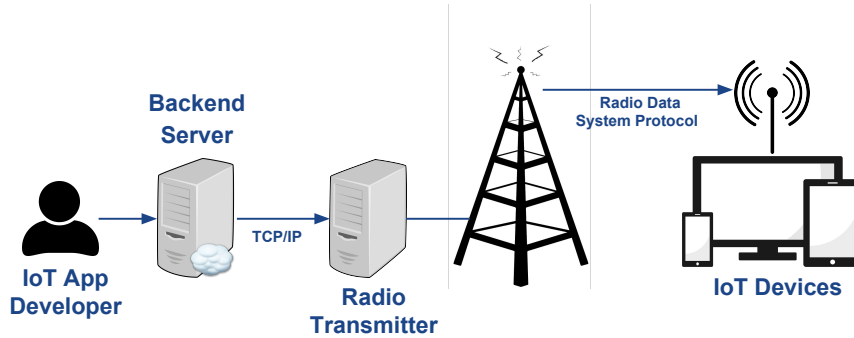 Backend
Server
Radio Data
System Protocol
TCP/IP
IoT App
Developer
Radio
Transmitter
IoT Devices